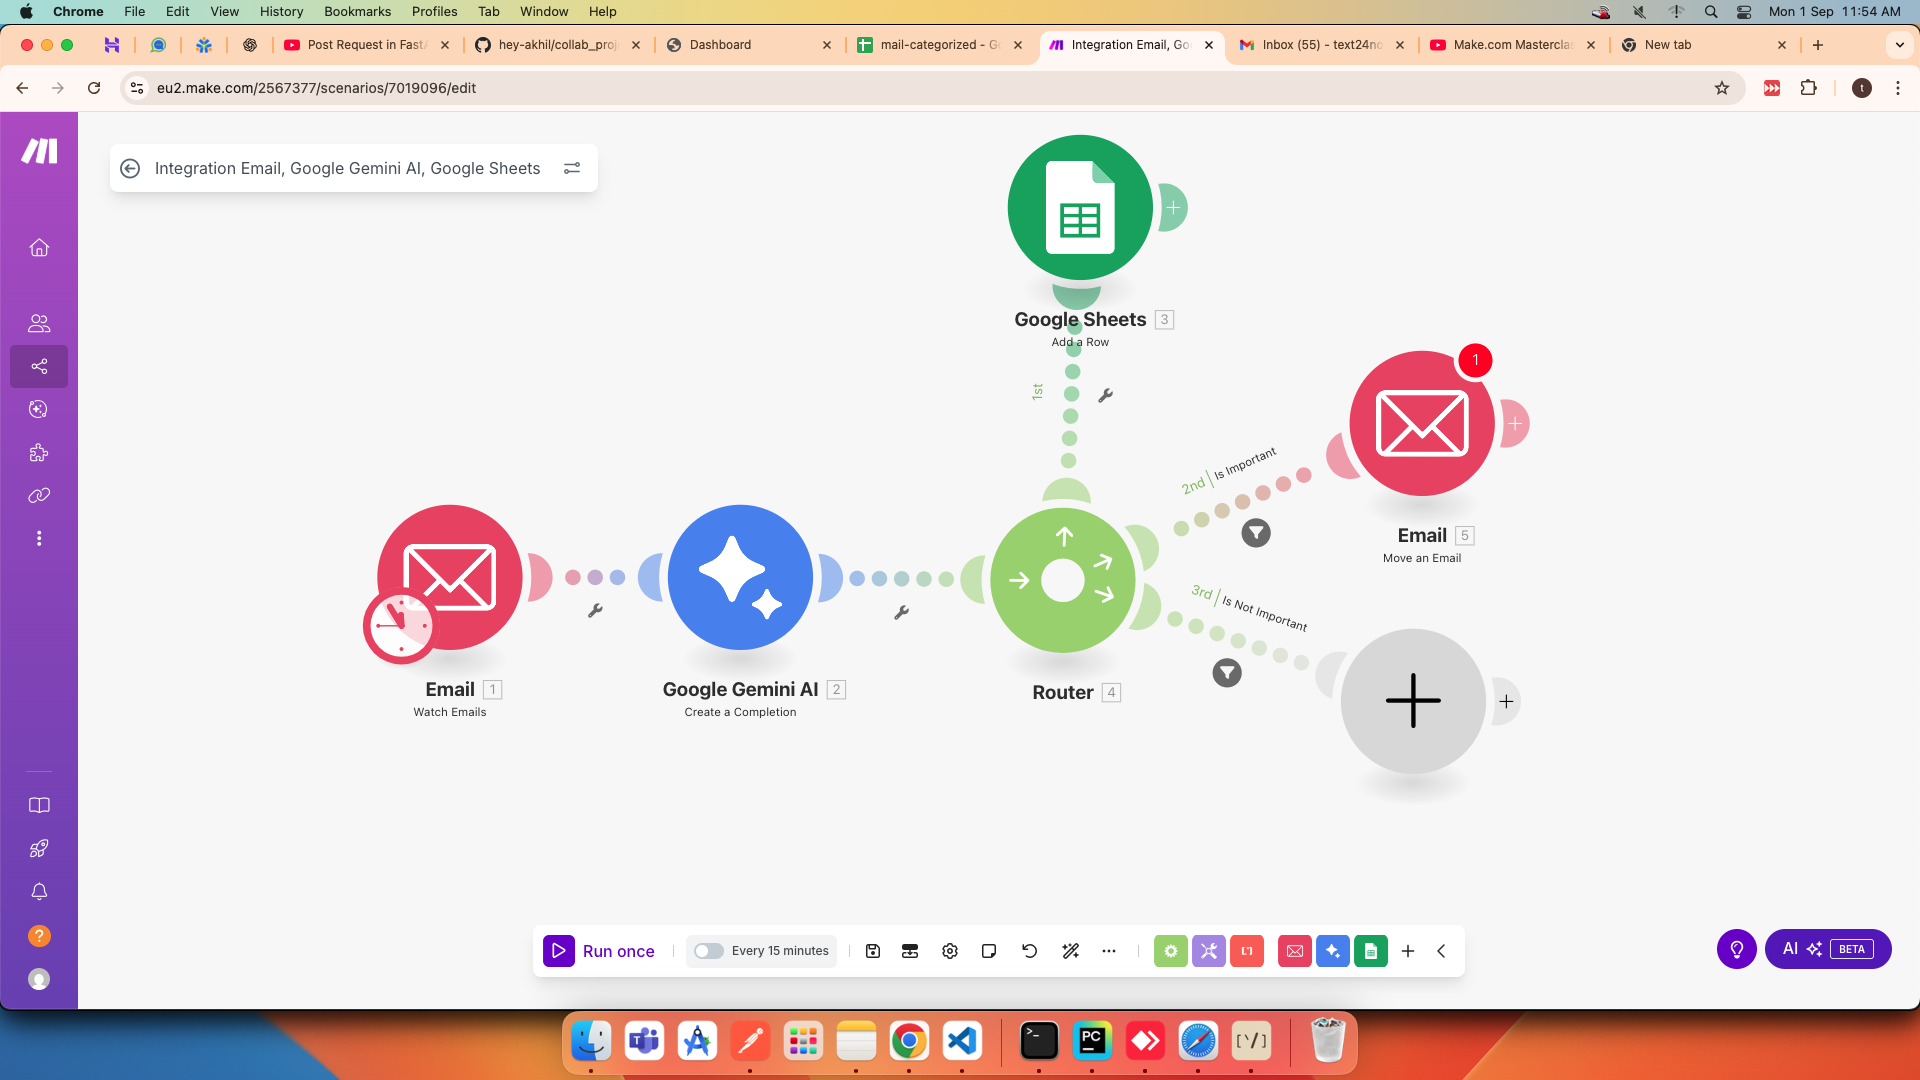 Chrome File Edit View History Bookmarks Profiles Tab Window Help
Mon 1 Sep 11:54 AM
Post Request in Fast
hey-akhil/collab_pro
Dashboard
mail-categorized - G
Integration Email, Go
Inbox (55) - text24no
Make.com Masterclas
New tab
eu2.make.com/2567377/scenarios/7019096/edit
t
Integration Email, Google Gemini AI, Google Sheets
Google Sheets 3
Add a Row
1st
1
2nd Is Important
Email 5
Move an Email
3rd Is Not Important
Email 1
Watch Emails
Google Gemini AI 2
Create a Completion
Router 4
?
Run once
Every 15 minutes
AI BETA
PC